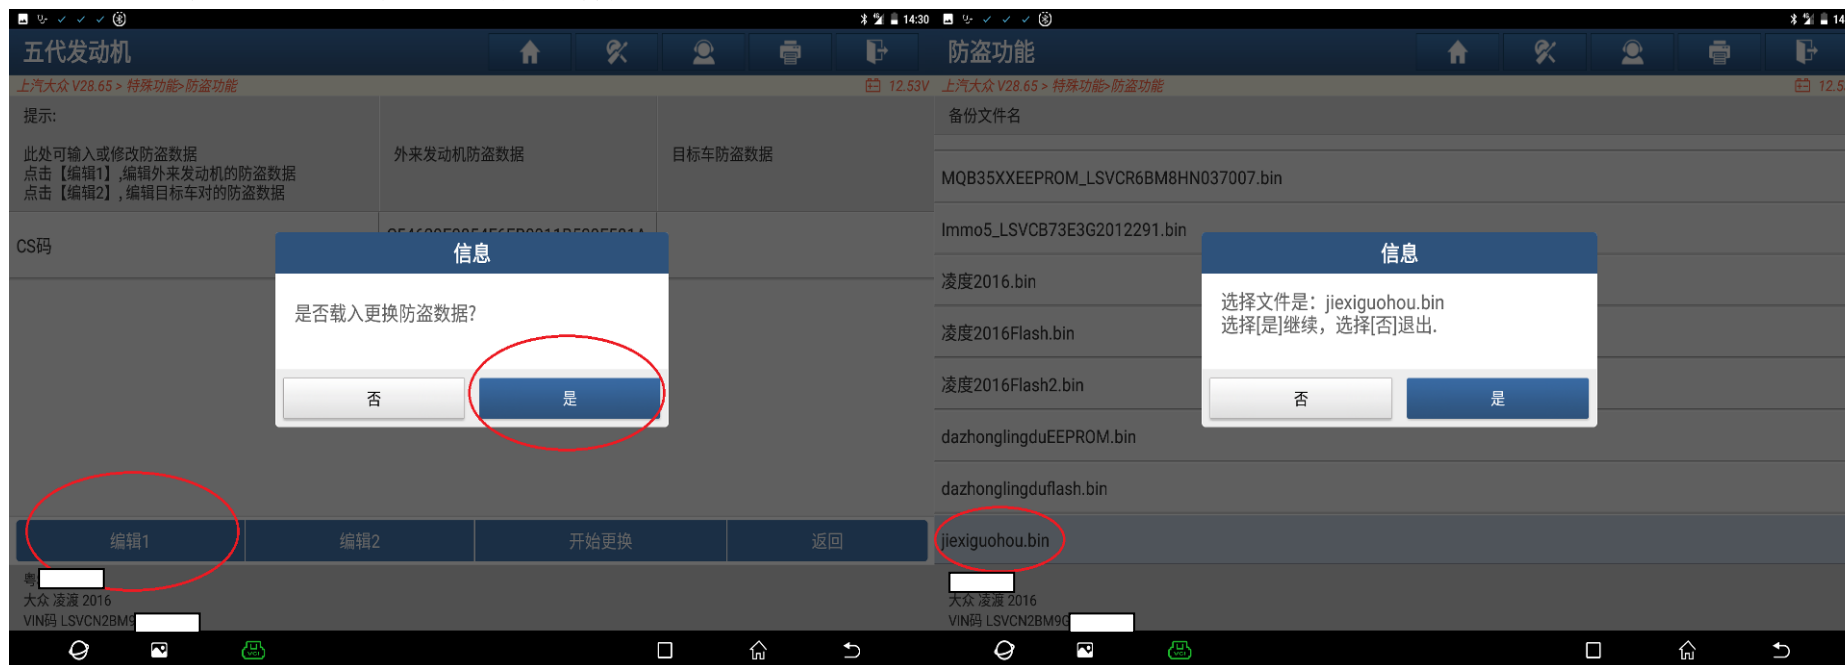 14:30
五代发动机
上汽大众 V28.65 > 特殊功能>防盗功能
12.53V
提示:
此处可输入或修改防盗数据
点击【编辑1】,编辑外来发动机的防盗数据
点击【编辑2】, 编辑目标车对的防盗数据
外来发动机防盗数据
目标车防盗数据
CS码
信息
是否载入更换防盗数据?
否
是
编辑1
编辑2
开始更换
返回
粤
大众 凌渡 2016
VIN码 LSVCN2BM9
VCI
14
防盗功能
上汽大众 V28.65 > 特殊功能>防盗功能
12.5
备份文件名
MQB35XXEEPROM_LSVCR6BM8HN037007.bin
Immo5_LSVCB73E3G2012291.bin
凌度2016.bin
凌度2016Flash.bin
凌度2016Flash2.bin
dazhonglingduEEPROM.bin
dazhonglingduflash.bin
jiexiguohou.bin
信息
选择文件是：jiexiguohou.bin
选择[是]继续，选择[否]退出.
否
是
大众 凌渡 2016
VIN码 LSVCN2BM9G
VCI